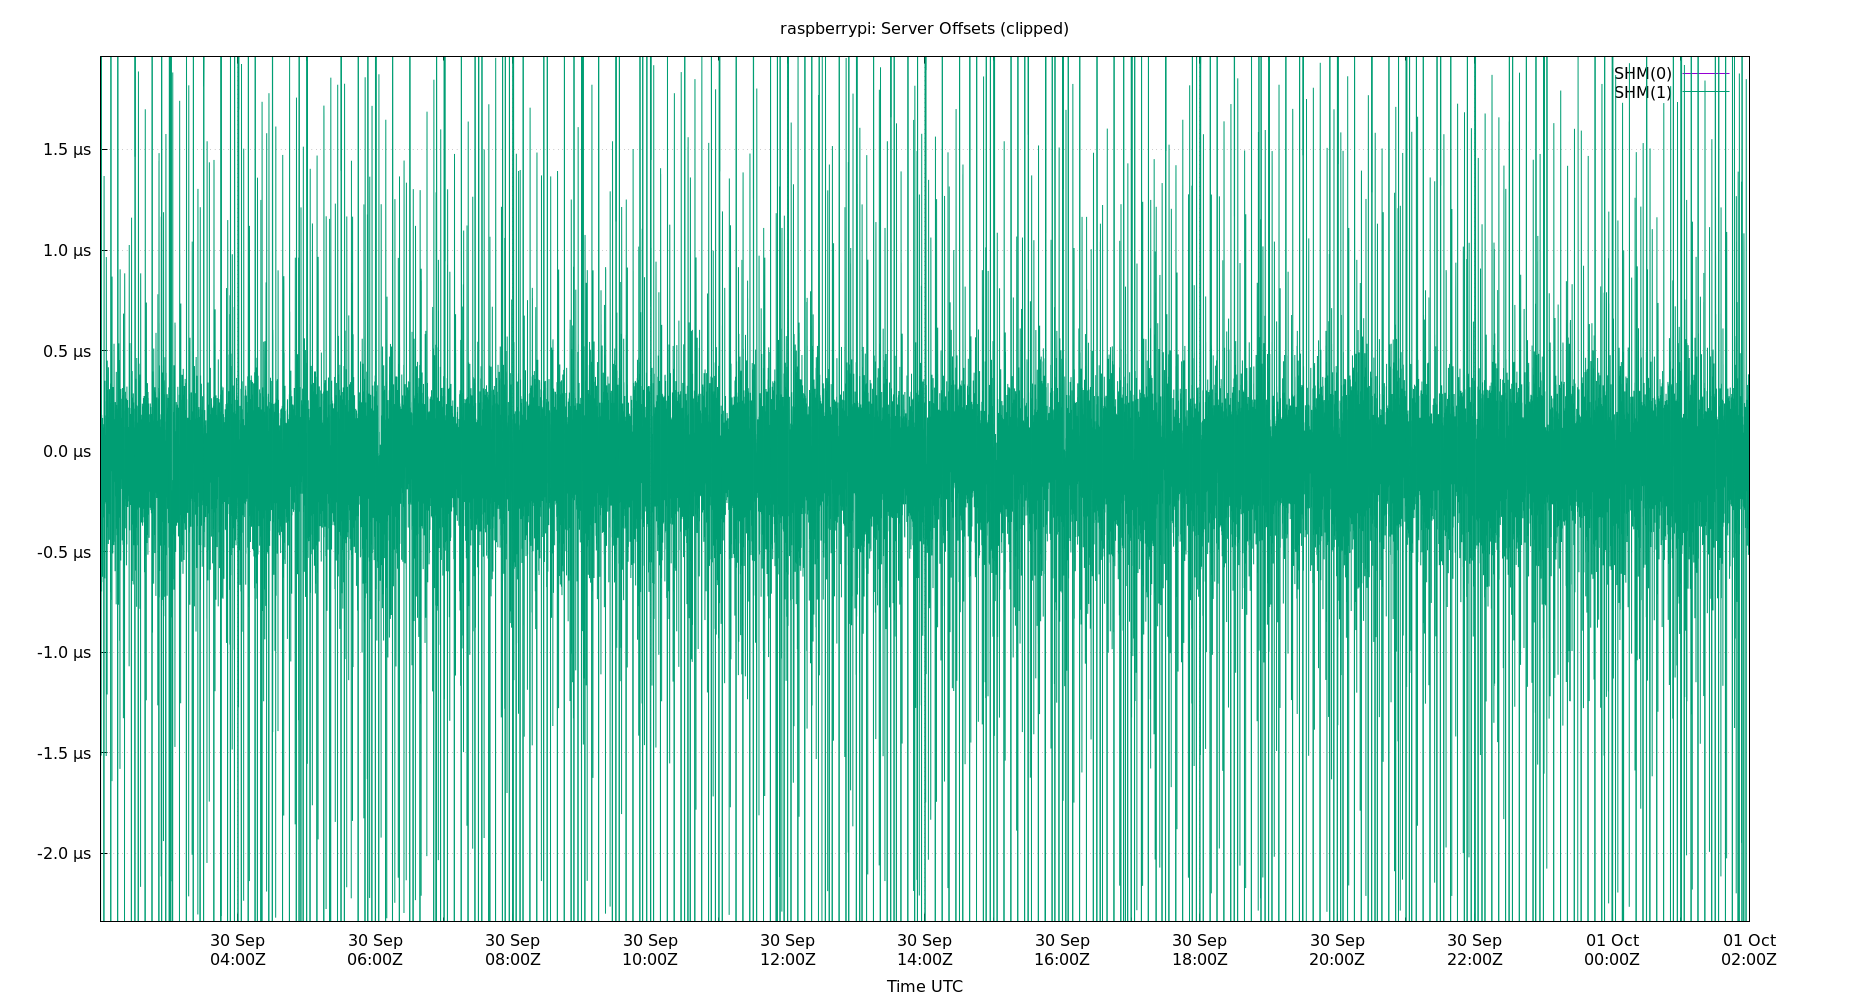 raspberrypi: Server Offsets (clipped)
SHM(0)
SHM(1)
1.5 µs
1.0 µs
0.5 µs
0.0 µs
-0.5 µs
-1.0 µs
-1.5 µs
-2.0 µs
30 Sep 30 Sep 30 Sep 30 Sep 30 Sep 30 Sep 30 Sep 30 Sep 30 Sep 30 Sep 01 Oct 01 Oct
04:00Z 06:00Z 08:00Z 10:00Z 12:00Z 14:00Z 16:00Z 18:00Z 20:00Z 22:00Z 00:00Z 02:00Z
Time UTC